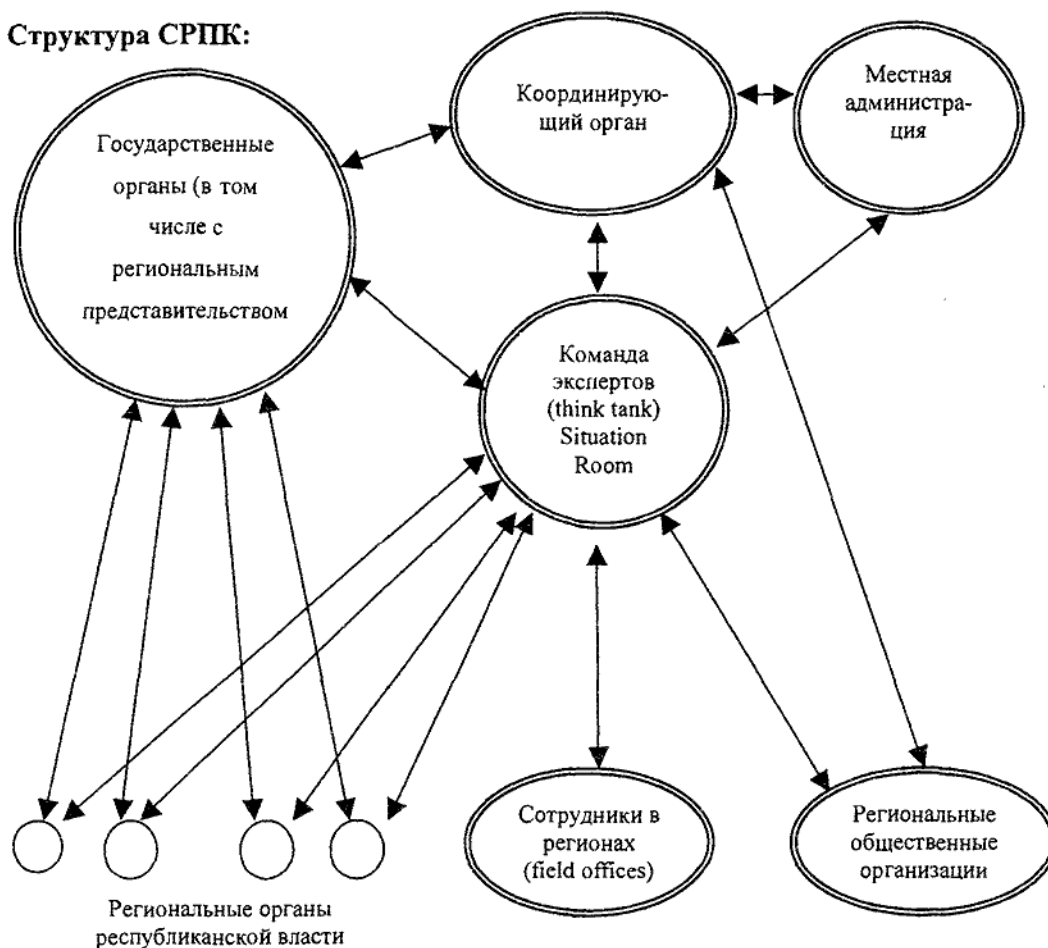 Структура СРПК:
Государственные
органы (в том
числе с
региональным
представительством
Координирую-
щий орган
Местная
администра-
ция
Команда
экспертов
(think tank)
Situation
Room
Сотрудники в
регионах
(field offices)
Региональные
общественные
организации
Региональные органы
республиканской власти